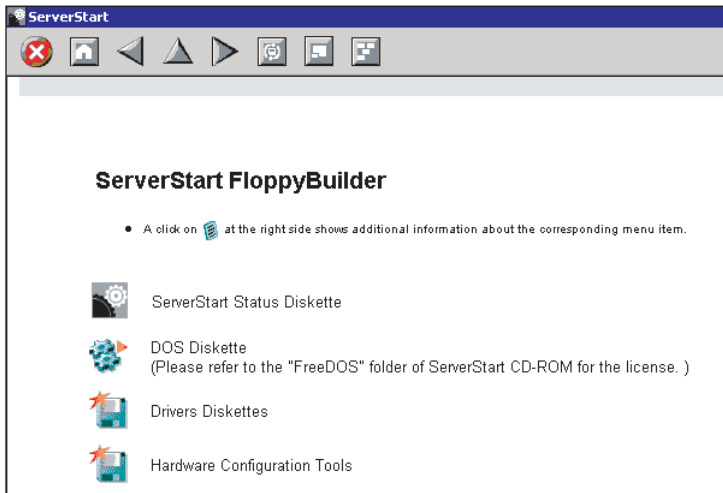 ServerStart
ServerStart FloppyBuilder
A click on at the right side shows additional information about the corresponding menu item.
ServerStart Status Diskette
DOS Diskette
(Please refer to the "FreeDOS" folder of ServerStart CD-ROM for the license. )
Drivers Diskettes
Hardware Configuration Tools